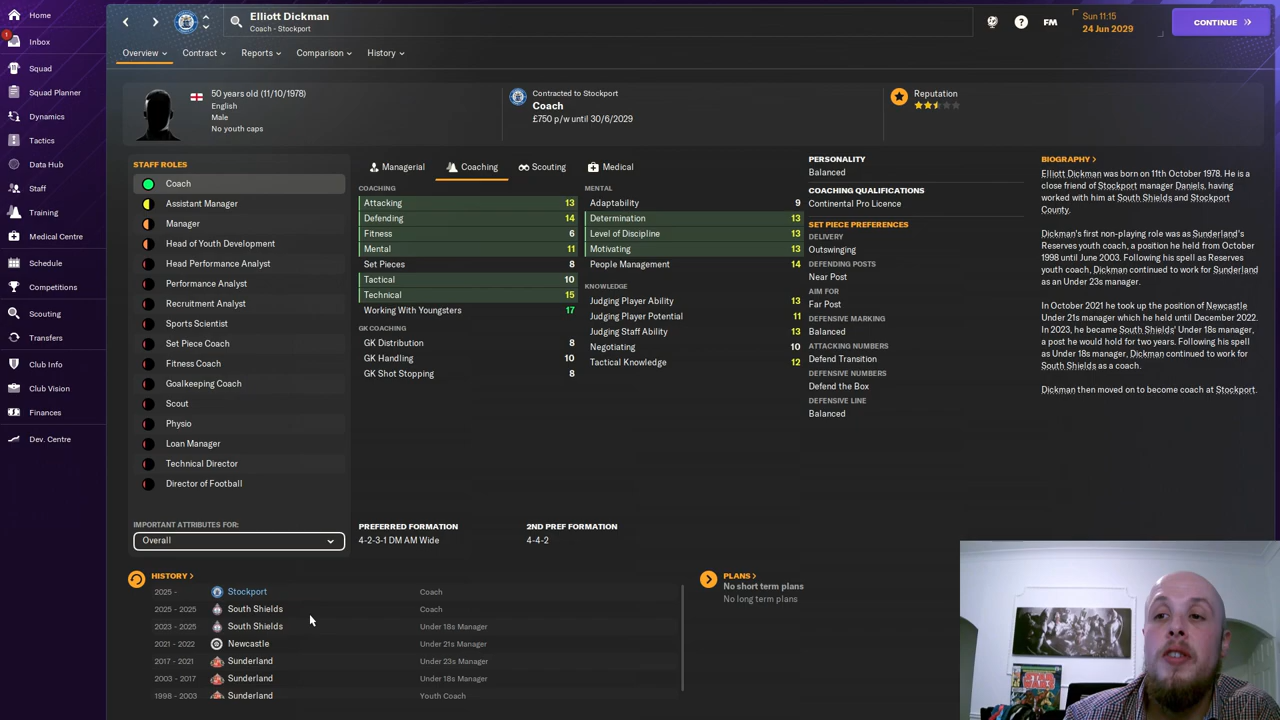 Home
Inbox
1
Squad
Squad Planner
Dynamics
Tactics
Data Hub
Staff
Training
Medical Centre
Schedule
Competitions
Scouting
Transfers
Club Info
Club Vision
Finances
Dev. Centre
Elliott Dickman
Coach - Stockport
FM
Sun 11:15
24 Jun 2029
CONTINUE
Overview
Contract
Reports
Comparison
History
50 years old (11/10/1978)
English
Male
No youth caps
Contracted to Stockport
Coach
£750 p/w until 30/6/2029
Reputation
STAFF ROLES
Coach
Assistant Manager
Manager
Head of Youth Development
Head Performance Analyst
Performance Analyst
Recruitment Analyst
Sports Scientist
Set Piece Coach
Fitness Coach
Goalkeeping Coach
Scout
Physio
Loan Manager
Technical Director
Director of Football
IMPORTANT ATTRIBUTES FOR:
Overall
Managerial
Coaching
Scouting
Medical
COACHING
Attacking 13
Defending 14
Fitness 6
Mental 11
Set Pieces 8
Tactical 10
Technical 15
Working With Youngsters 17
GK COACHING
GK Distribution 8
GK Handling 10
GK Shot Stopping 8
MENTAL
Adaptability 9
Determination 13
Level of Discipline 13
Motivating 13
People Management 14
KNOWLEDGE
Judging Player Ability 13
Judging Player Potential 11
Judging Staff Ability 13
Negotiating 10
Tactical Knowledge 12
PREFERRED FORMATION
4-2-3-1 DM AM Wide
2ND PREF FORMATION
4-4-2
PERSONALITY
Balanced
COACHING QUALIFICATIONS
Continental Pro Licence
SET PIECE PREFERENCES
DELIVERY
Outswinging
DEFENDING POSTS
Near Post
AIM FOR
Far Post
DEFENSIVE MARKING
Balanced
ATTACKING NUMBERS
Defend Transition
DEFENSIVE NUMBERS
Defend the Box
DEFENSIVE LINE
Balanced
BIOGRAPHY >
Elliott Dickman was born on 11th October 1978. He is a
close friend of Stockport manager Daniels, having
worked with him at South Shields and Stockport
County.
Dickman's first non-playing role was as Sunderland's
Reserves youth coach, a position he held from October
1998 until June 2003. Following his spell as Reserves
youth coach, Dickman continued to work for Sunderland
as an Under 23s manager.
In October 2021 he took up the position of Newcastle
Under 21s manager which he held until December 2022.
In 2023, he became South Shields' Under 18s manager,
a post he would hold for two years. Following his spell
as Under 18s manager, Dickman continued to work for
South Shields as a coach.
Dickman then moved on to become coach at Stockport.
HISTORY >
2025 - Stockport Coach
2025 - 2025 South Shields Coach
2023 - 2025 South Shields Under 18s Manager
2021 - 2022 Newcastle Under 21s Manager
2017 - 2021 Sunderland Under 23s Manager
2003 - 2017 Sunderland Under 18s Manager
1998 - 2003 Sunderland Youth Coach
PLANS >
No short term plans
No long term plans
STAR
WARS